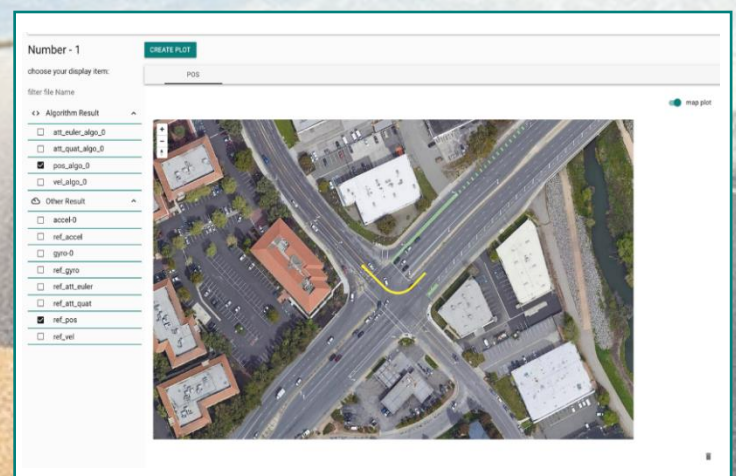 Number - 1
CREATE PLOT
choose your display item:
POS
filter file Name
map plot
<> Algorithm Result
att_euler_algo_0
att_quat_algo_0
pos_algo_0
vel_algo_0
Other Result
accel-0
ref_accel
gyro-0
ref_gyro
ref_att_euler
ref_att_quat
ref_pos
ref_vel
+
-